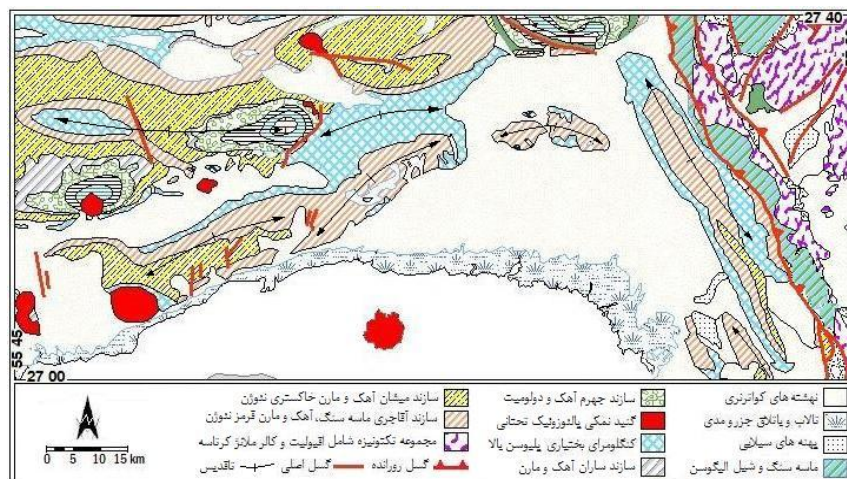 27 40
55 45
27 00
نهشته های کواترنری
تالاب و باتلاق جزر و مدی
پهنه های سیلابی
ماسه سنگ و شیل الیگوسن
سازند جهرم آهک و دولومیت
گنبد نمکی پالئوزوئیک تحتانی
کنگلومرای بختیاری پلیوسن بالا
سازند ساران آهک و مارن
سازند میشان آهک و مارن خاکستری نئوژن
سازند آقاجری ماسه سنگ، آهک و مارن قرمز نئوژن
مجموعه تکتونیزه شامل افیولیت و کالر ملانژ کرتاسه
گسل رورانده
گسل اصلی
تاقدیس
0 5 10 15 km